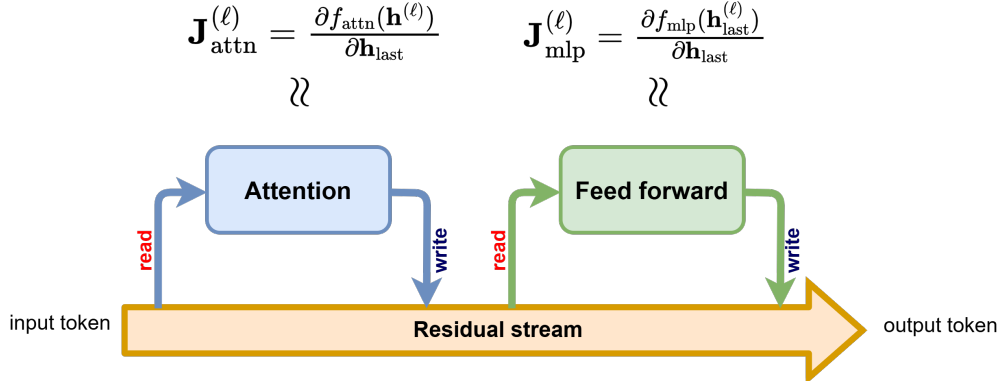 J_attn^(ℓ) = ∂f_attn(h^(ℓ)) / ∂h_last
J_mlp^(ℓ) = ∂f_mlp(h_last^(ℓ)) / ∂h_last
≈ ≈
Attention
Feed forward
read
write
read
write
input token
Residual stream
output token